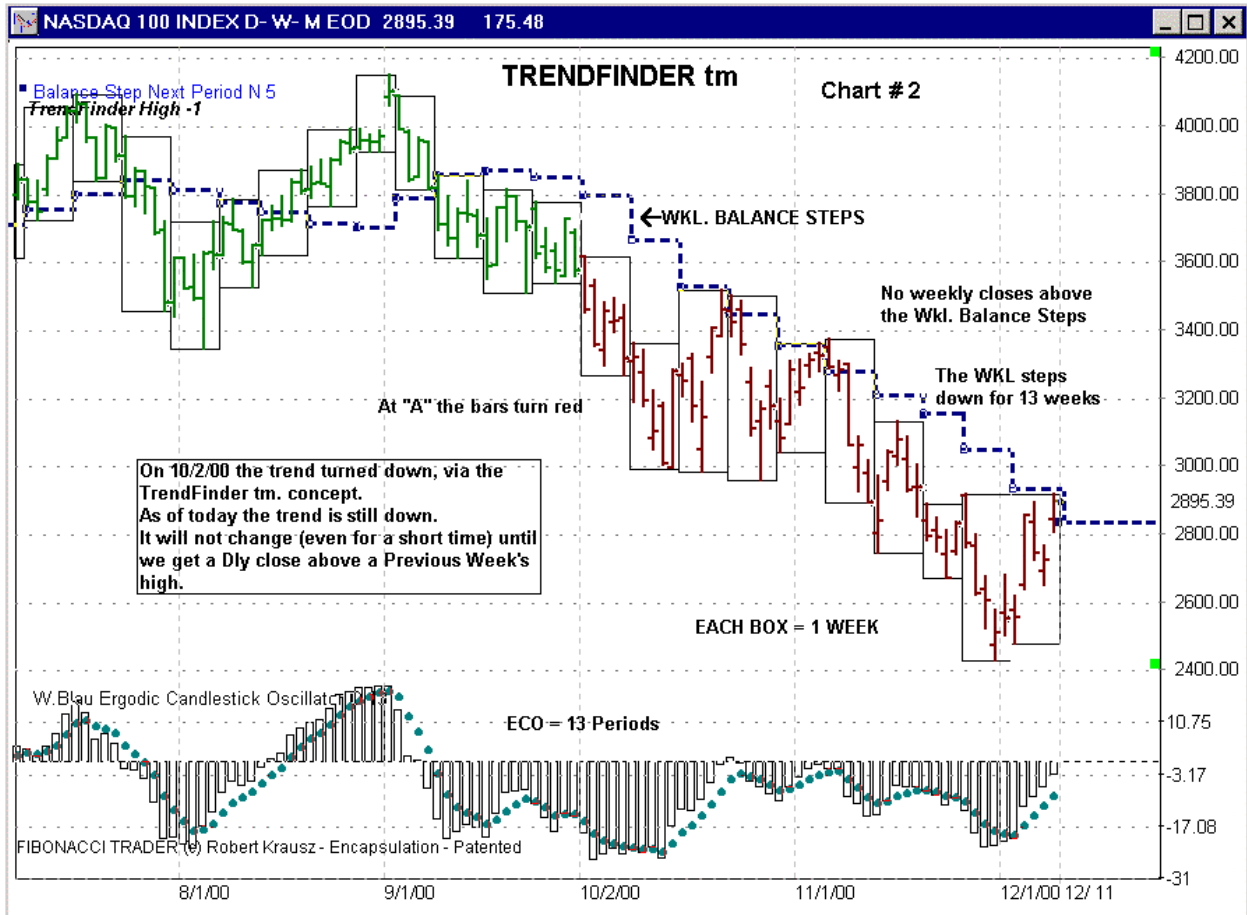 NASDAQ 100 INDEX D- W- M EOD 2895.39 175.48
TRENDFINDER tm
Chart # 2
Balance Step Next Period N 5
TrendFinder High -1
4200.00
4000.00
3800.00
3600.00
3400.00
3200.00
3000.00
2895.39
2800.00
2600.00
2400.00
←WKL. BALANCE STEPS
No weekly closes above
the Wkl. Balance Steps
The WKL steps
down for 13 weeks
At "A" the bars turn red
On 10/2/00 the trend turned down, via the
TrendFinder tm. concept.
As of today the trend is still down.
It will not change (even for a short time) until
we get a Dly close above a Previous Week's
high.
EACH BOX = 1 WEEK
W.Blau Ergodic Candlestick Oscillator
ECO = 13 Periods
10.75
-3.17
-17.08
-31
FIBONACCI TRADER (c) Robert Krausz - Encapsulation - Patented
8/1/00 9/1/00 10/2/00 11/1/00 12/1/00 12/ 11